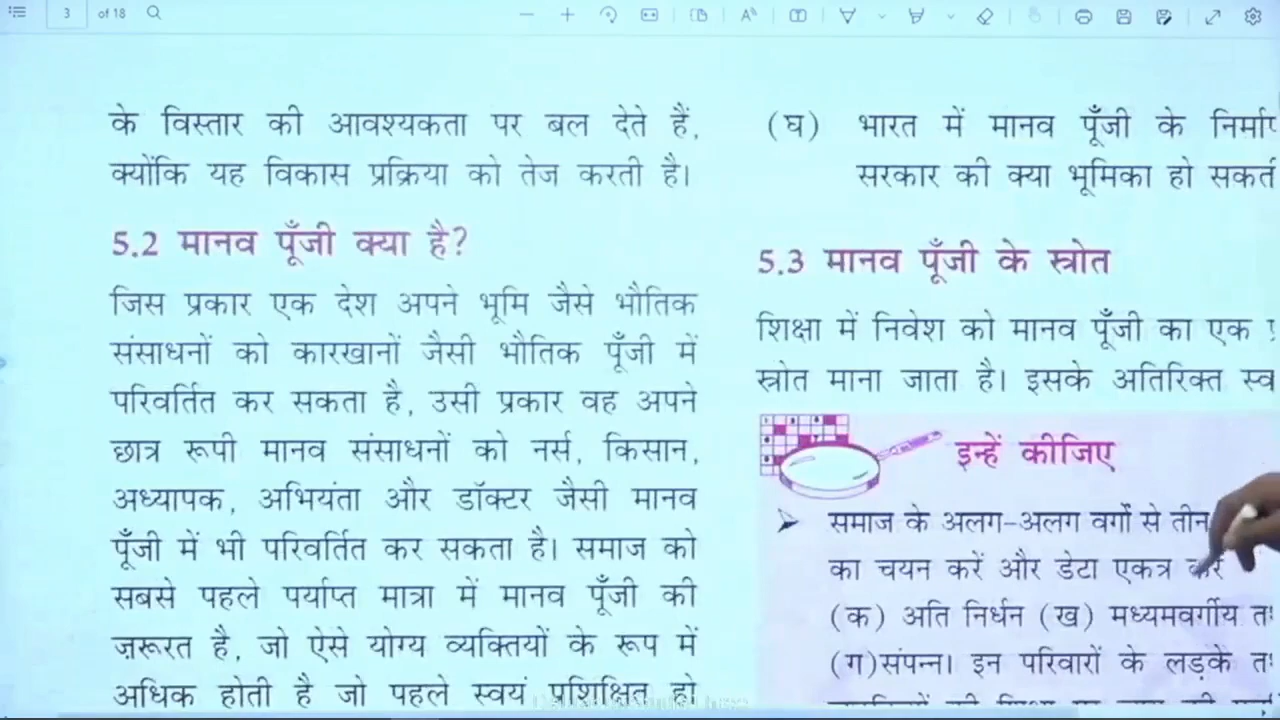 3 of 18
के विस्तार की आवश्यकता पर बल देते हैं,
क्योंकि यह विकास प्रक्रिया को तेज करती है।
5.2 मानव पूँजी क्या है?
जिस प्रकार एक देश अपने भूमि जैसे भौतिक
संसाधनों को कारखानों जैसी भौतिक पूँजी में
परिवर्तित कर सकता है, उसी प्रकार वह अपने
छात्र रूपी मानव संसाधनों को नर्स, किसान,
अध्यापक, अभियंता और डॉक्टर जैसी मानव
पूँजी में भी परिवर्तित कर सकता है। समाज को
सबसे पहले पर्याप्त मात्रा में मानव पूँजी की
ज़रूरत है, जो ऐसे योग्य व्यक्तियों के रूप में
अधिक होती है जो पहले स्वयं प्रशिक्षित हो
(घ) भारत में मानव पूँजी के
सरकार की क्या भूमिका हो
5.3 मानव पूँजी के स्त्रोत
शिक्षा में निवेश को मानव पूँजी का एक
स्त्रोत माना जाता है। इसके अतिरिक्त
इन्हें कीजिए
समाज के अलग-अलग वर्गों से तीन
का चयन करें और डेटा एकत्र करें
(क) अति निर्धन (ख) मध्यमवर्गीय
(ग)संपन्न। इन परिवारों के लड़के